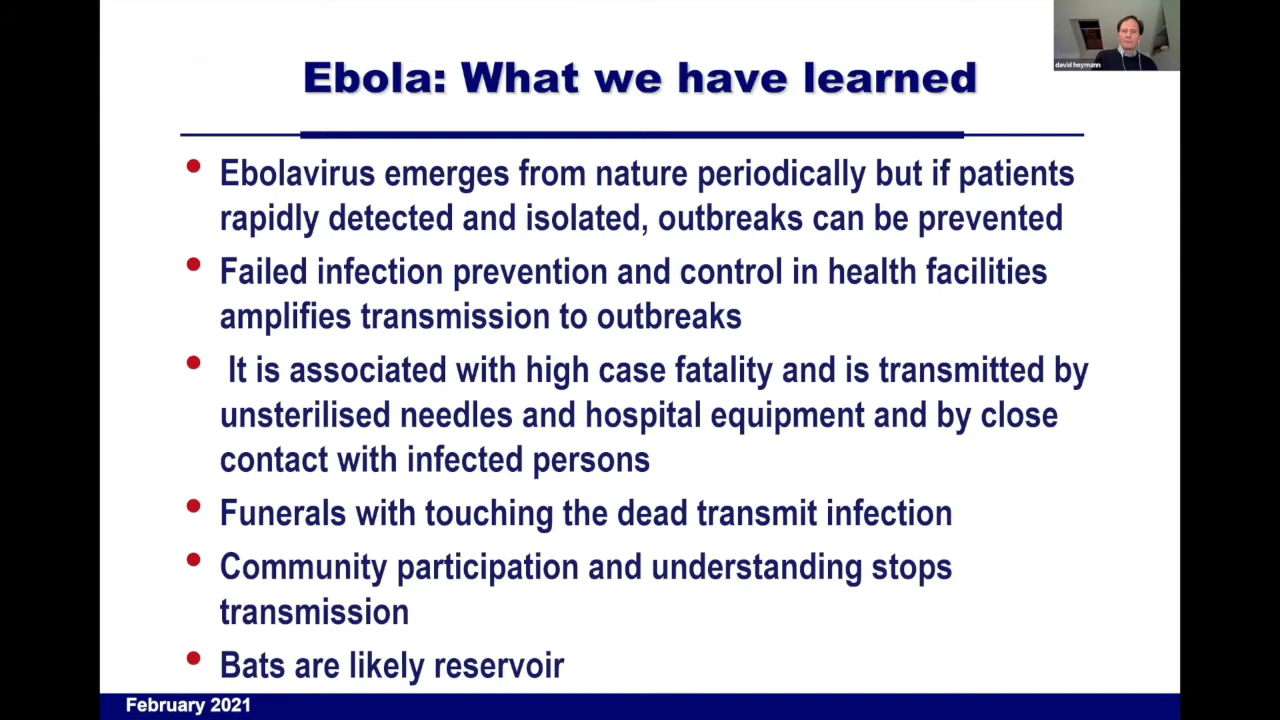 david heymann
Ebola: What we have learned
• Ebolavirus emerges from nature periodically but if patients
rapidly detected and isolated, outbreaks can be prevented
• Failed infection prevention and control in health facilities
amplifies transmission to outbreaks
• It is associated with high case fatality and is transmitted by
unsterilised needles and hospital equipment and by close
contact with infected persons
• Funerals with touching the dead transmit infection
• Community participation and understanding stops
transmission
• Bats are likely reservoir
February 2021